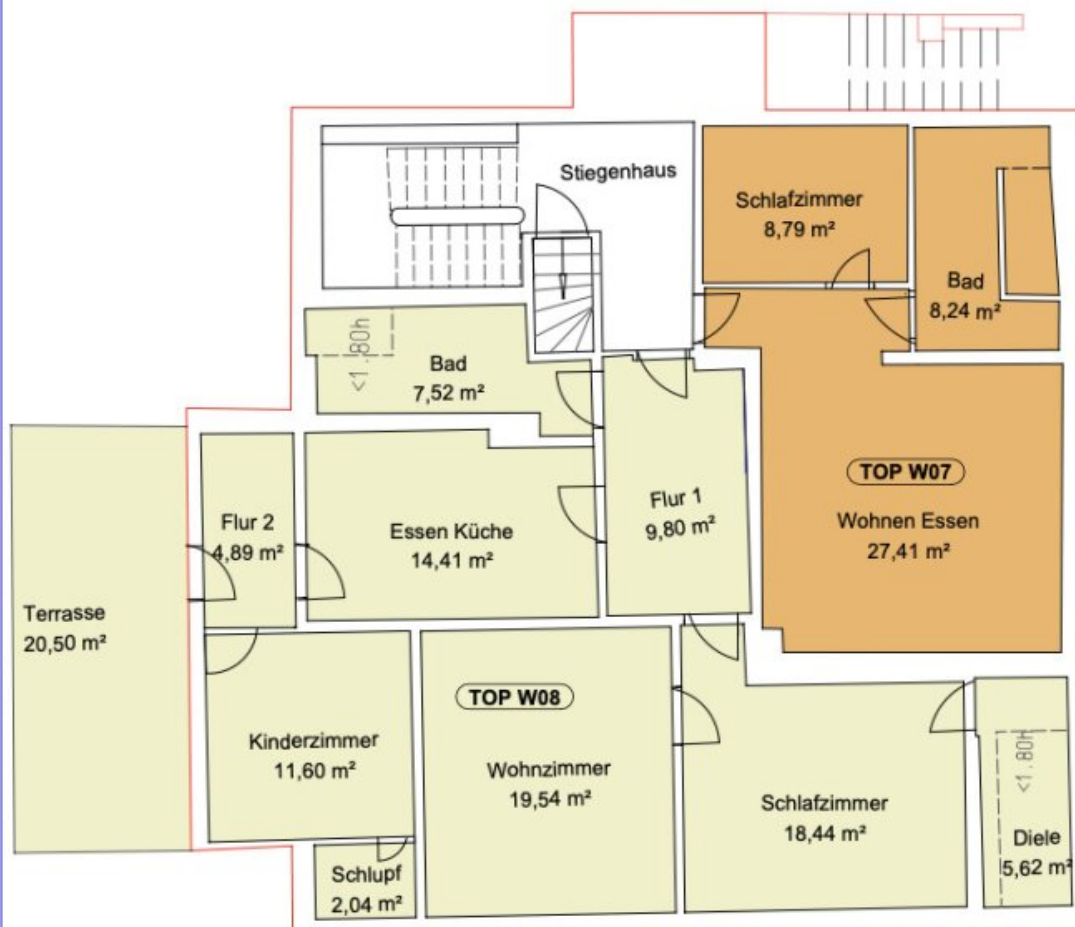 Stiegenhaus
Schlafzimmer
8,79 m²
Bad
8,24 m²
<1.80h
Bad
7,52 m²
TOP W07
Wohnen Essen
27,41 m²
Flur 1
9,80 m²
Essen Küche
14,41 m²
Flur 2
4,89 m²
Terrasse
20,50 m²
TOP W08
Kinderzimmer
11,60 m²
Wohnzimmer
19,54 m²
Schlafzimmer
18,44 m²
<1.80h
Diele
5,62 m²
Schlupf
2,04 m²